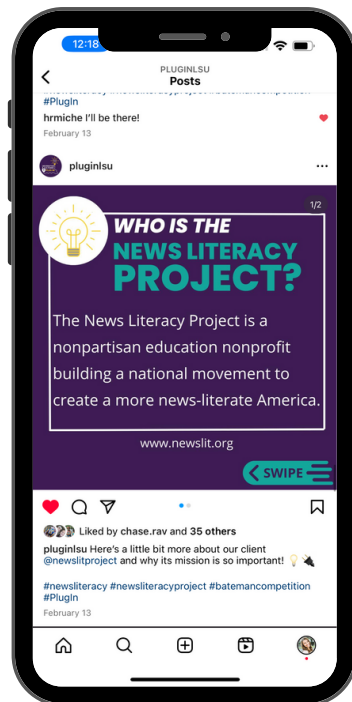 12:18
PLUGINLSU
Posts
#newsliteracy #newsliteracyproject #batemancompetition
#PlugIn
hrmiche I'll be there!
February 13
pluginlsu
1/2
WHO IS THE
NEWS LITERACY
PROJECT?
The News Literacy Project is a
nonpartisan education nonprofit
building a national movement to
create a more news-literate America.
www.newslit.org
SWIPE
Liked by chase.rav and 35 others
pluginlsu Here's a little bit more about our client
@newslitproject and why its mission is so important!
#newsliteracy #newsliteracyproject #batemancompetition
#PlugIn
February 13